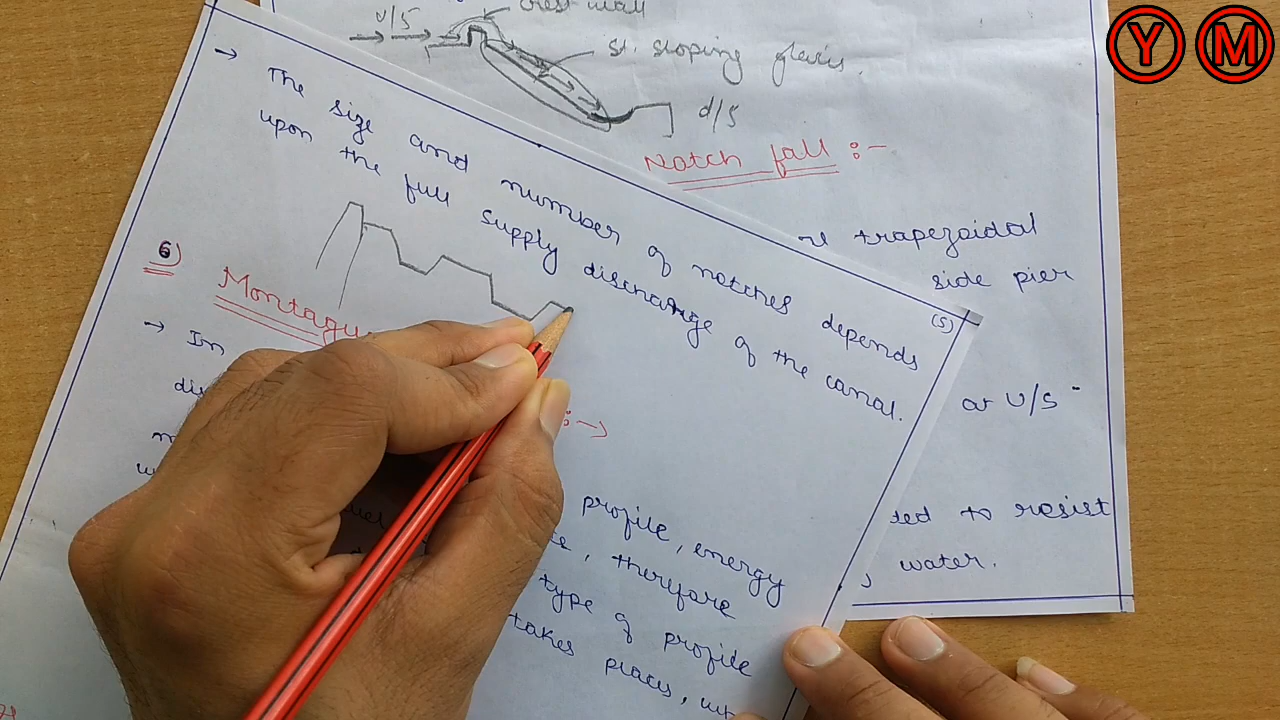 Y M
crest wall
U/S
st. sloping glacis.
d/s
Notch fall :-
trapezoidal
side pier
at U/S
to resist
water.
(5)
→ The size and number of notches depends
upon the full supply discharge of the canal.
6) Montagu
:→
→ In
profile, energy
, therefore
type of profile
takes places,